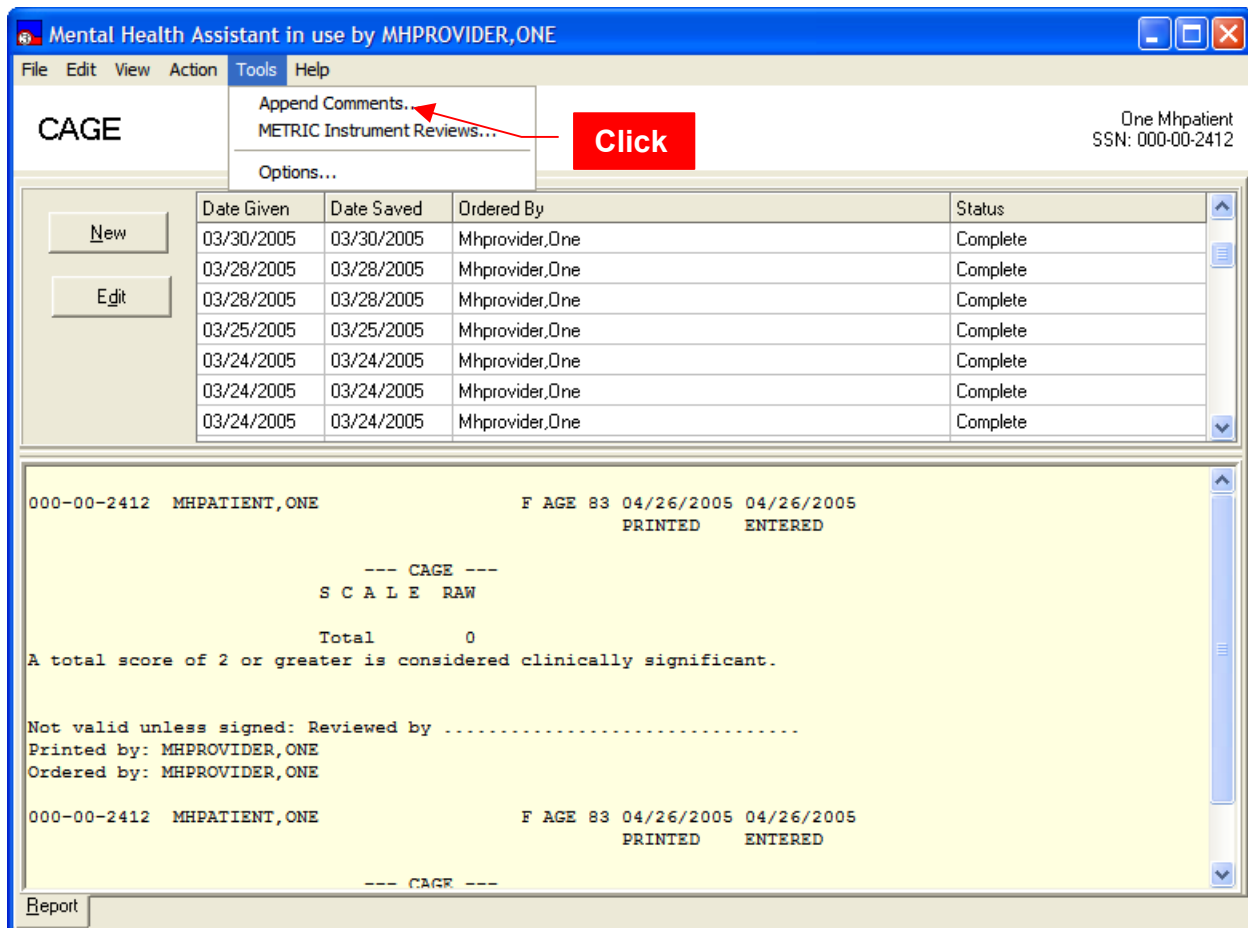 Mental Health Assistant in use by MHPROVIDER,ONE
File Edit View Action Tools Help
Append Comments...
METRIC Instrument Reviews...
Options...
Click
CAGE
One Mhpatient
SSN: 000-00-2412
New
Edit
Date Given Date Saved Ordered By Status
03/30/2005 03/30/2005 Mhprovider,One Complete
03/28/2005 03/28/2005 Mhprovider,One Complete
03/28/2005 03/28/2005 Mhprovider,One Complete
03/25/2005 03/25/2005 Mhprovider,One Complete
03/24/2005 03/24/2005 Mhprovider,One Complete
03/24/2005 03/24/2005 Mhprovider,One Complete
03/24/2005 03/24/2005 Mhprovider,One Complete
000-00-2412 MHPATIENT,ONE F AGE 83 04/26/2005 04/26/2005
PRINTED ENTERED
--- CAGE ---
S C A L E RAW
Total 0
A total score of 2 or greater is considered clinically significant.
Not valid unless signed: Reviewed by ................................
Printed by: MHPROVIDER,ONE
Ordered by: MHPROVIDER,ONE
000-00-2412 MHPATIENT,ONE F AGE 83 04/26/2005 04/26/2005
PRINTED ENTERED
--- CAGE ---
Report